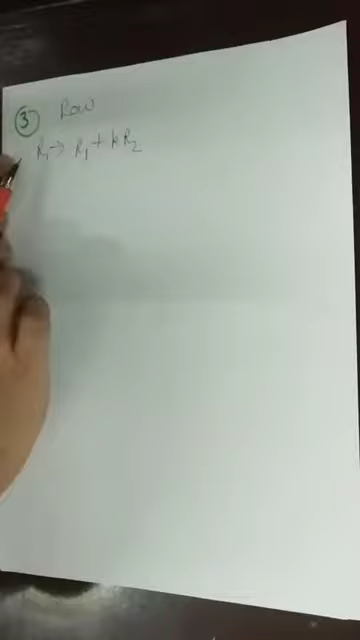 ③ Row
R₁ → R₁ + kR₂